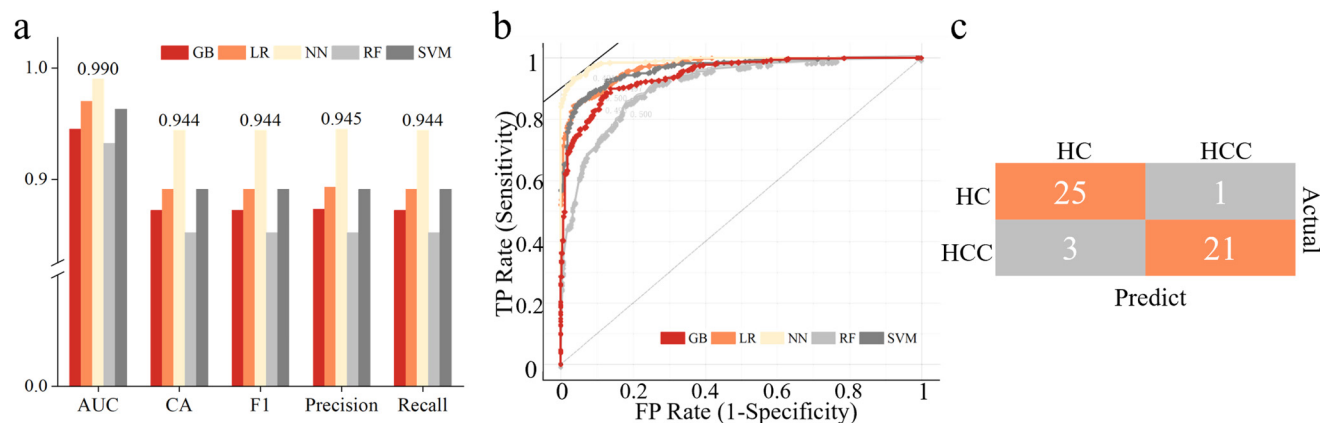 a
GB LR NN RF SVM
1.0
0.9
0.0
0.990
0.944
0.944
0.945
0.944
AUC CA F1 Precision Recall
b
TP Rate (Sensitivity)
1
0.8
0.6
0.4
0.2
0
0.500
GB LR NN RF SVM
0 0.2 0.4 0.6 0.8 1
FP Rate (1-Specificity)
c
HC HCC
HC 25 1
HCC 3 21
Actual
Predict